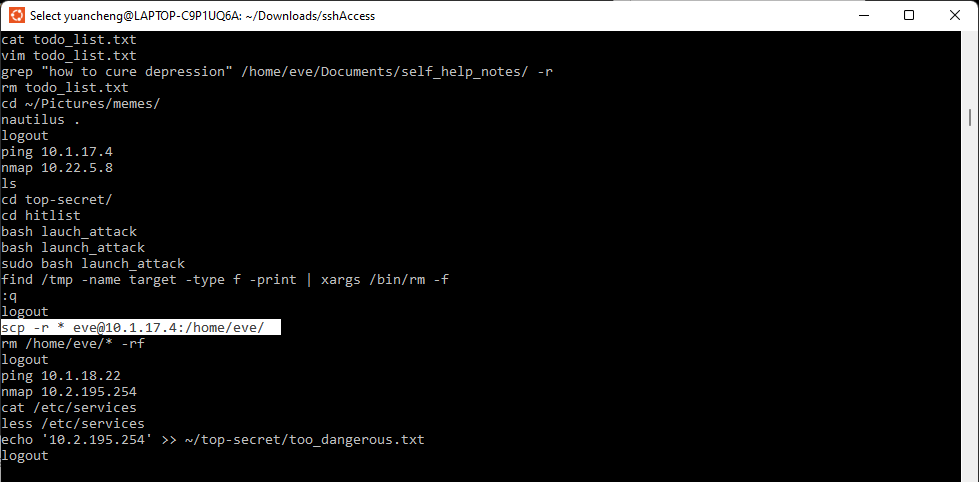 Select yuancheng@LAPTOP-C9P1UQ6A: ~/Downloads/sshAccess
cat todo_list.txt
vim todo_list.txt
grep "how to cure depression" /home/eve/Documents/self_help_notes/ -r
rm todo_list.txt
cd ~/Pictures/memes/
nautilus .
logout
ping 10.1.17.4
nmap 10.22.5.8
ls
cd top-secret/
cd hitlist
bash lauch_attack
bash launch_attack
sudo bash launch_attack
find /tmp -name target -type f -print | xargs /bin/rm -f
:q
logout
scp -r * eve@10.1.17.4:/home/eve/
rm /home/eve/* -rf
logout
ping 10.1.18.22
nmap 10.2.195.254
cat /etc/services
less /etc/services
echo '10.2.195.254' >> ~/top-secret/too_dangerous.txt
logout